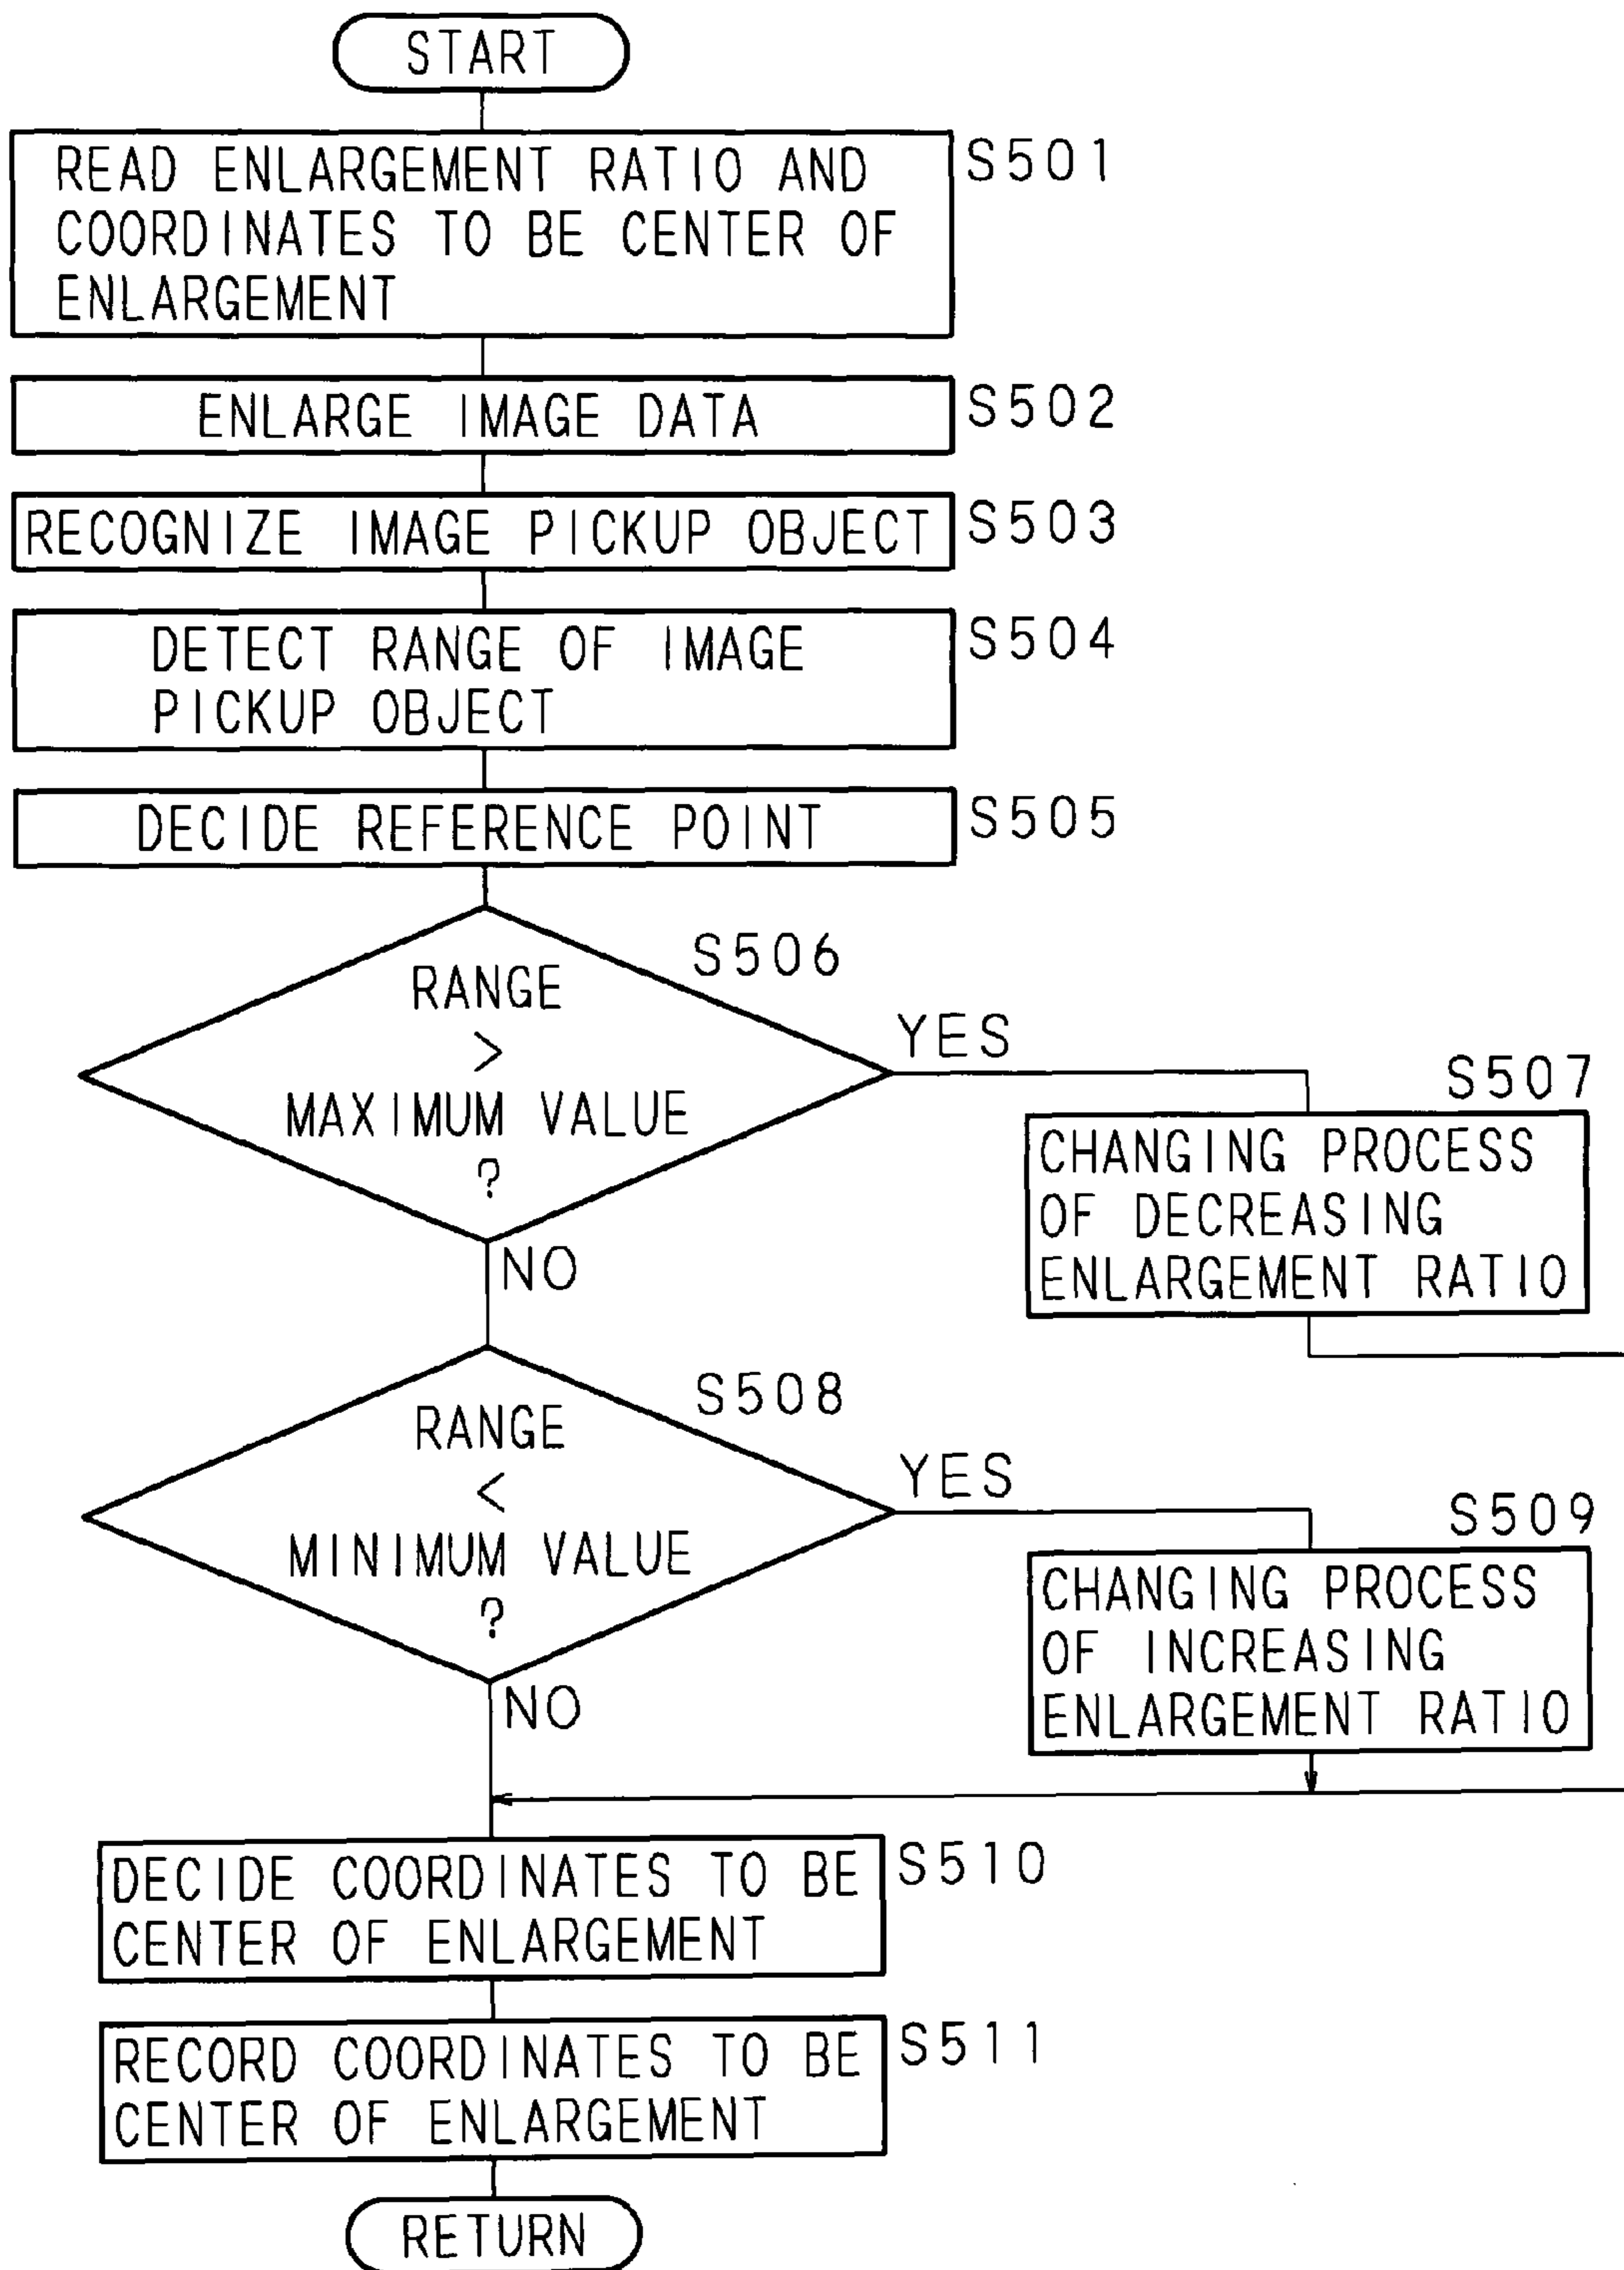 START
READ ENLARGEMENT RATIO AND
COORDINATES TO BE CENTER OF
ENLARGEMENT
S501
ENLARGE IMAGE DATA
S502
RECOGNIZE IMAGE PICKUP OBJECT
S503
DETECT RANGE OF IMAGE
PICKUP OBJECT
S504
DECIDE REFERENCE POINT
S505
S506
RANGE
>
MAXIMUM VALUE
?
YES
NO
S507
CHANGING PROCESS
OF DECREASING
ENLARGEMENT RATIO
S508
RANGE
<
MINIMUM VALUE
?
YES
NO
S509
CHANGING PROCESS
OF INCREASING
ENLARGEMENT RATIO
DECIDE COORDINATES TO BE
CENTER OF ENLARGEMENT
S510
RECORD COORDINATES TO BE
CENTER OF ENLARGEMENT
S511
RETURN